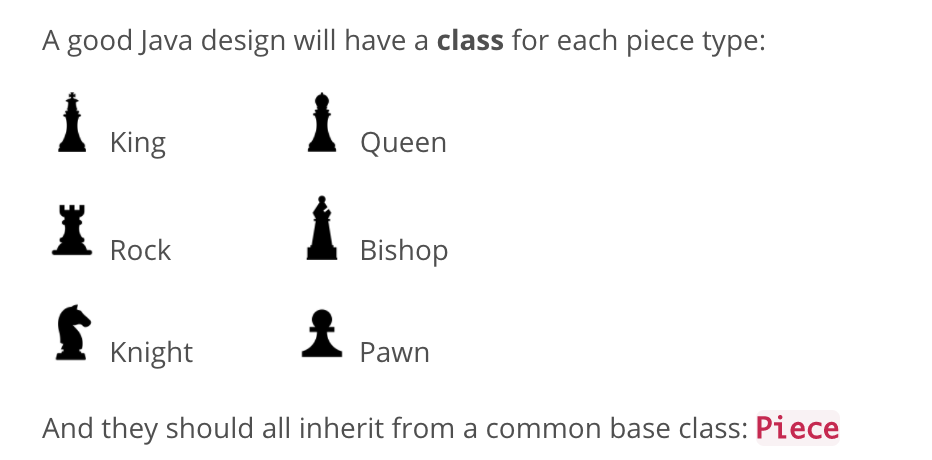 A good Java design will have a class for each piece type:
King Queen
Rock Bishop
Knight Pawn
And they should all inherit from a common base class: Piece